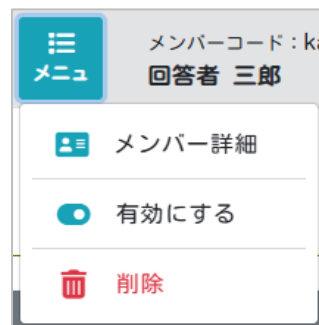 メニュー
メンバーコード：k
回答者 三郎
メンバー詳細
有効にする
削除